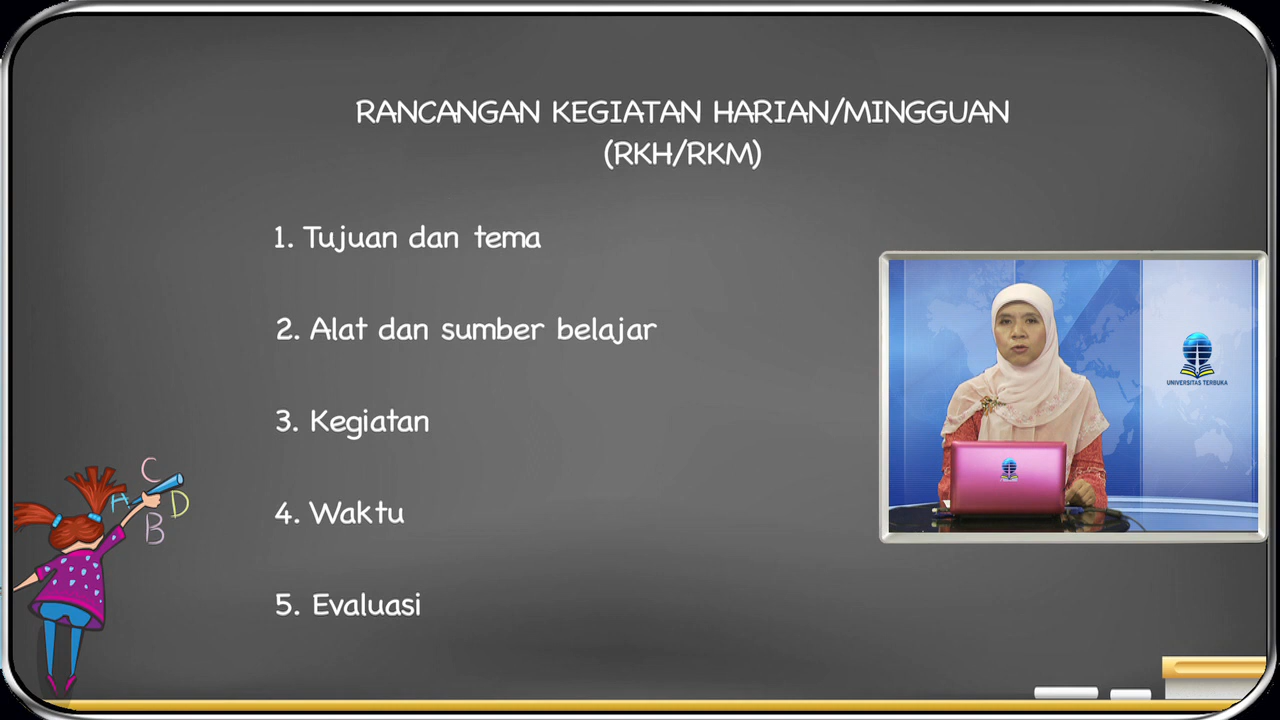 RANCANGAN KEGIATAN HARIAN/MINGGUAN
(RKH/RKM)
1. Tujuan dan tema
2. Alat dan sumber belajar
3. Kegiatan
4. Waktu
5. Evaluasi
UNIVERSITAS TERBUKA
C
A
D
B